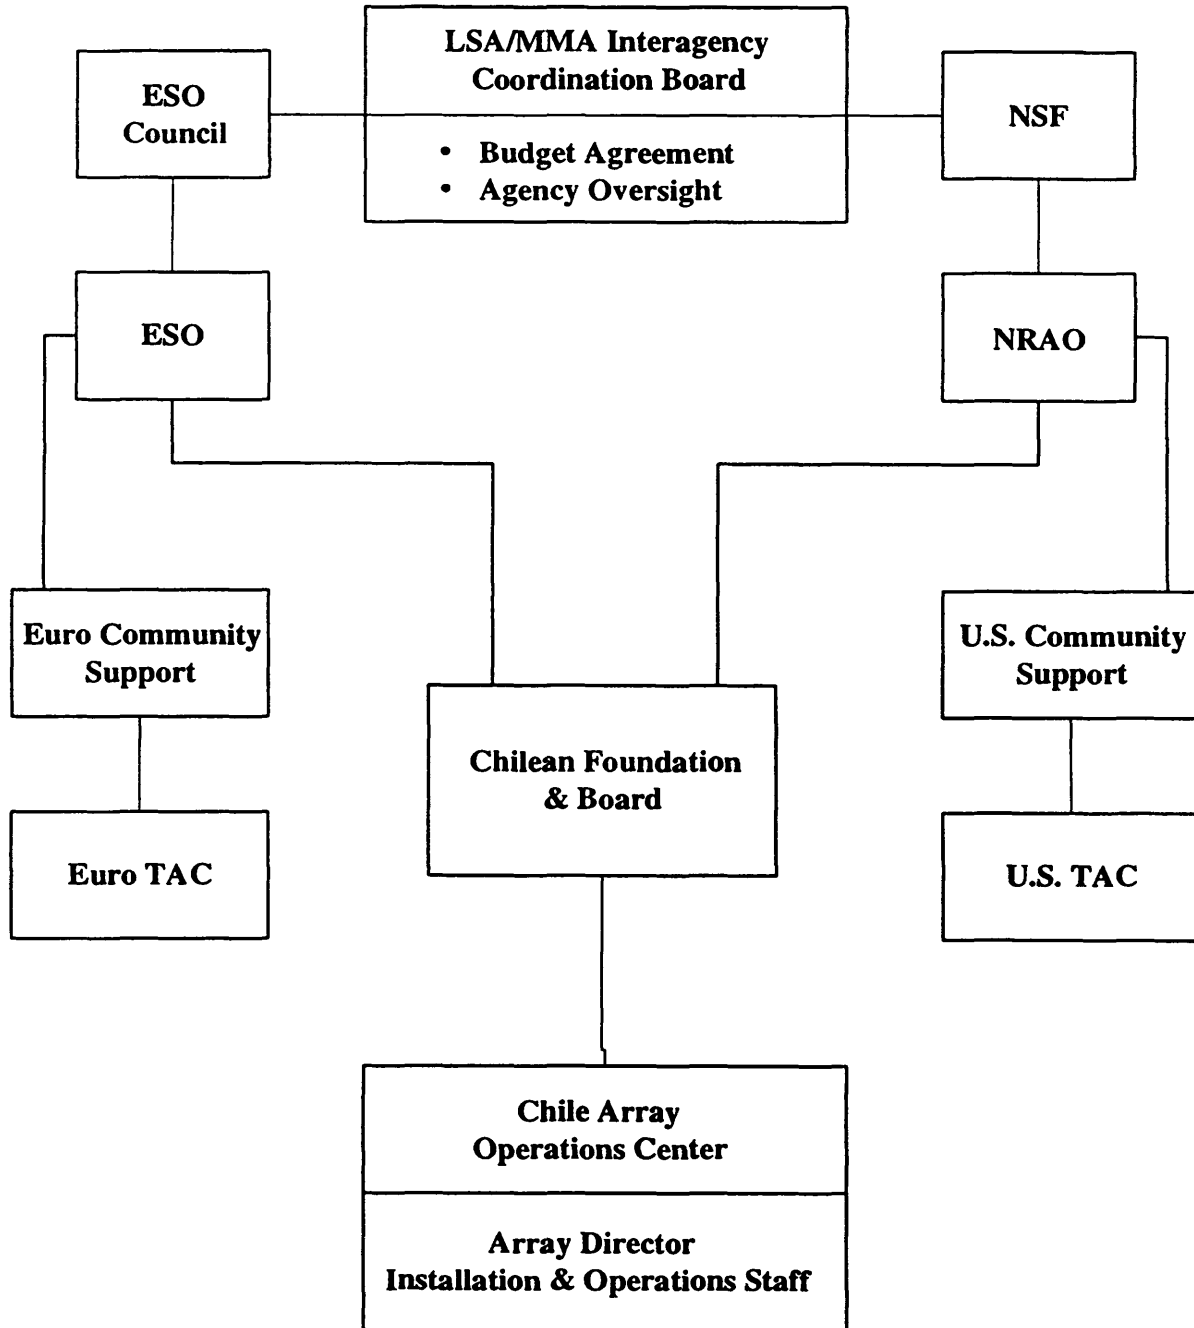 LSA/MMA Interagency
Coordination Board
ESO
Council
NSF
• Budget Agreement
• Agency Oversight
ESO
NRAO
Euro Community
Support
U.S. Community
Support
Chilean Foundation
& Board
Euro TAC
U.S. TAC
Chile Array
Operations Center
Array Director
Installation & Operations Staff